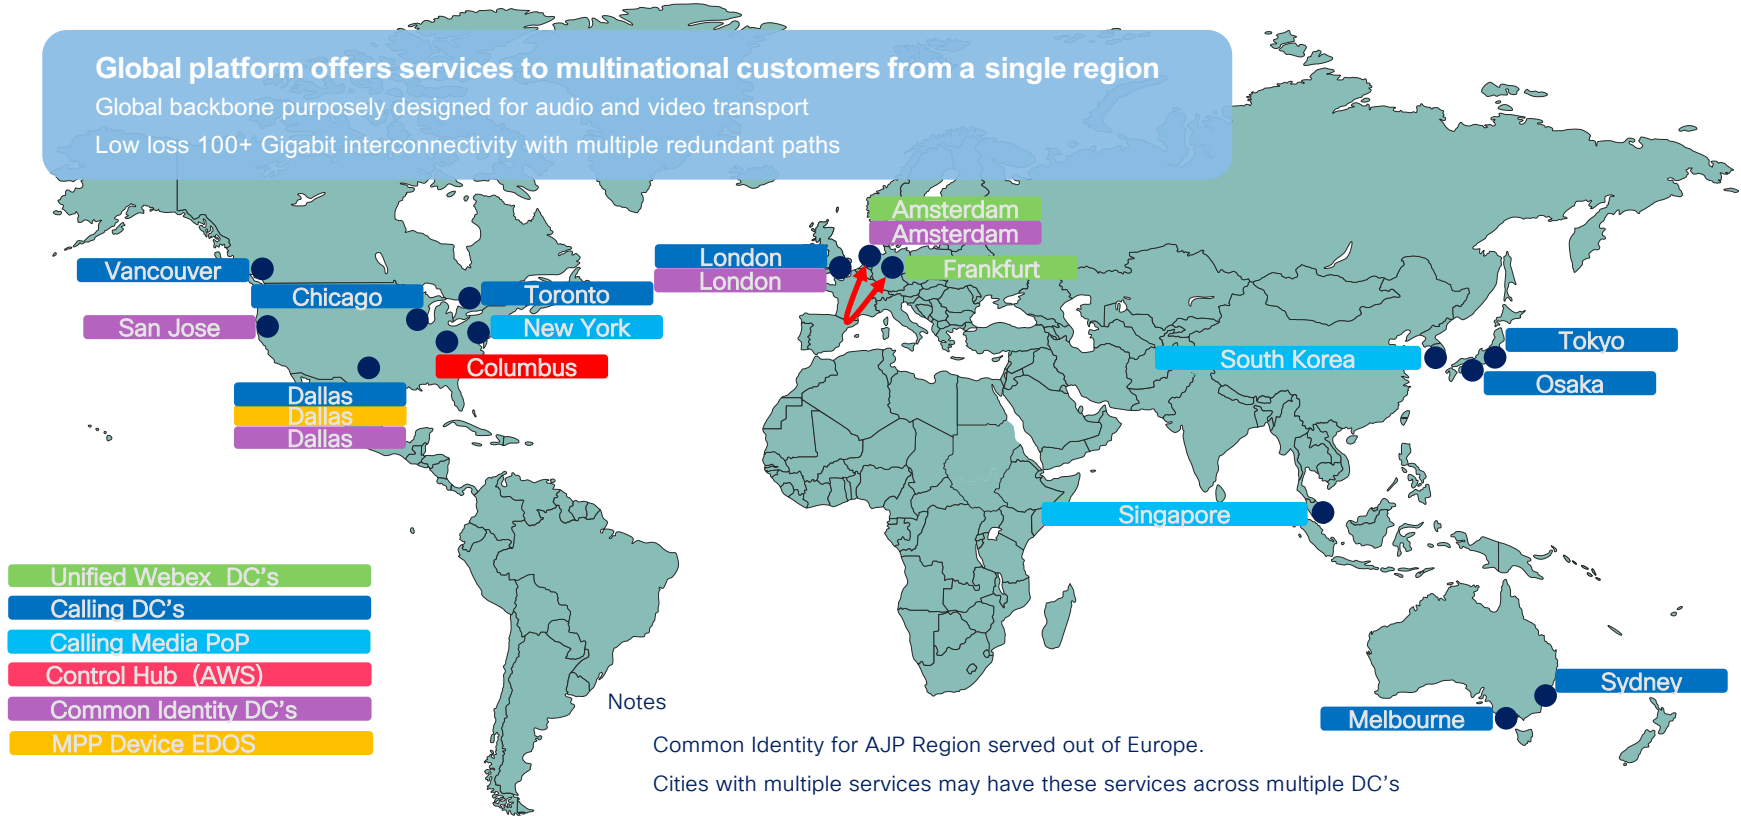 Global platform offers services to multinational customers from a single region
Global backbone purposely designed for audio and video transport
Low loss 100+ Gigabit interconnectivity with multiple redundant paths
Amsterdam
Amsterdam
London
London
Frankfurt
Vancouver
Chicago
Toronto
San Jose
New York
Columbus
Dallas
Dallas
Dallas
South Korea
Tokyo
Osaka
Singapore
Unified Webex DC's
Calling DC's
Calling Media PoP
Control Hub (AWS)
Common Identity DC's
MPP Device EDOS
Sydney
Melbourne
Notes
Common Identity for AJP Region served out of Europe.
Cities with multiple services may have these services across multiple DC's